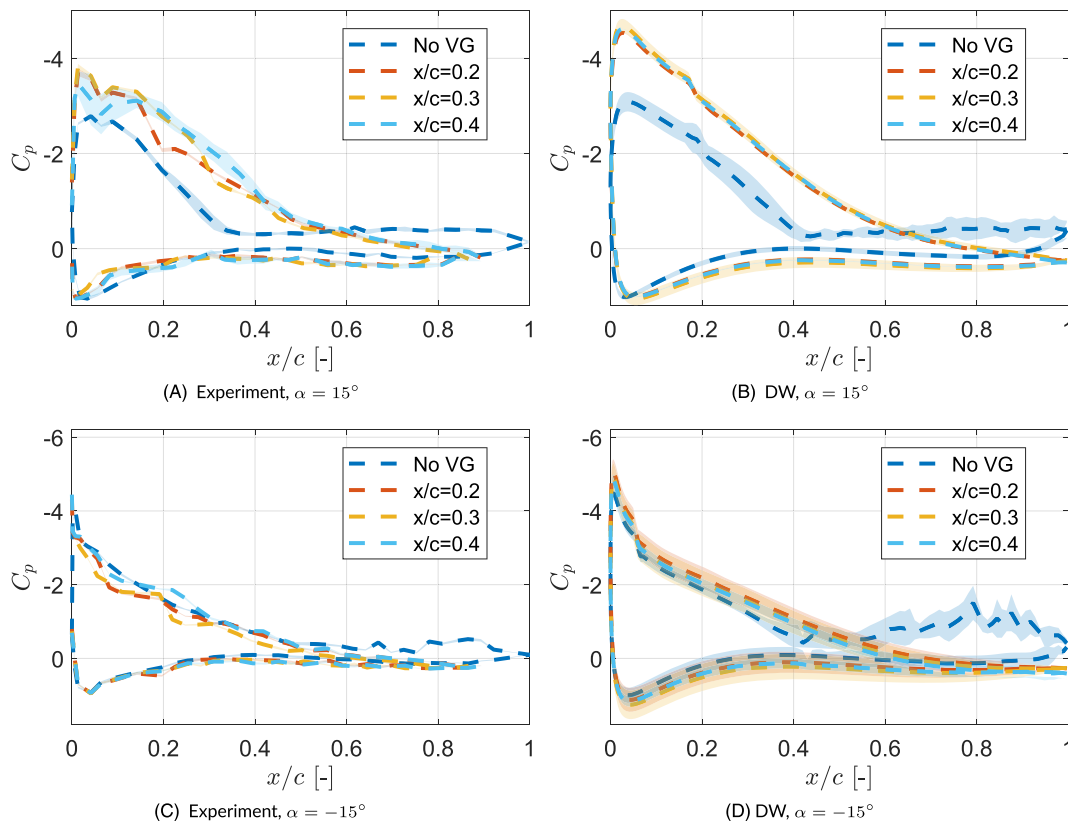 -4
-2
0
C_p
No VG
x/c=0.2
x/c=0.3
x/c=0.4
0 0.2 0.4 0.6 0.8 1
x/c [-]
(A) Experiment, α = 15°
-4
-2
0
C_p
No VG
x/c=0.2
x/c=0.3
x/c=0.4
0 0.2 0.4 0.6 0.8 1
x/c [-]
(B) DW, α = 15°
-6
-4
-2
0
C_p
No VG
x/c=0.2
x/c=0.3
x/c=0.4
0 0.2 0.4 0.6 0.8 1
x/c [-]
(C) Experiment, α = −15°
-6
-4
-2
0
C_p
No VG
x/c=0.2
x/c=0.3
x/c=0.4
0 0.2 0.4 0.6 0.8 1
x/c [-]
(D) DW, α = −15°